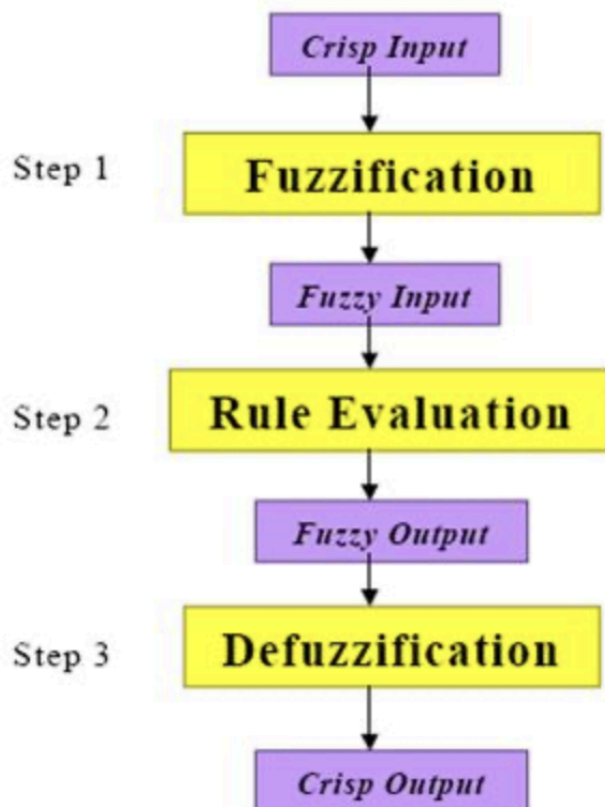 Crisp Input
Step 1
Fuzzification
Fuzzy Input
Step 2
Rule Evaluation
Fuzzy Output
Step 3
Defuzzification
Crisp Output